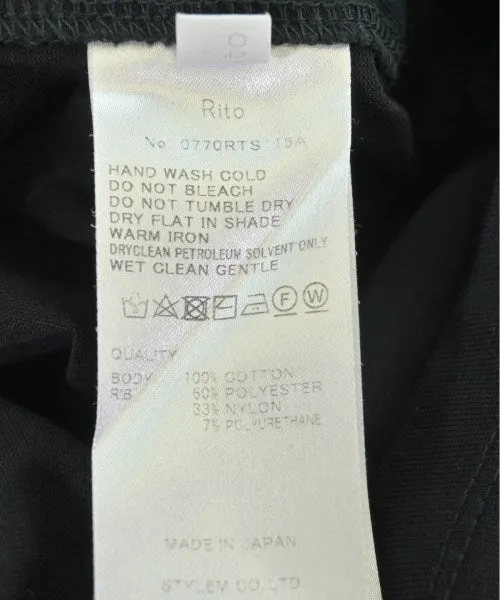 Rito
No. 0770RTS113A
HAND WASH COLD
DO NOT BLEACH
DO NOT TUMBLE DRY
DRY FLAT IN SHADE
WARM IRON
DRYCLEAN PETROLEUM SOLVENT ONLY
WET CLEAN GENTLE
F W
QUALITY
BODY 100% COTTON
RIB 60% POLYESTER
33% NYLON
7% POLYURETHANE
MADE IN JAPAN
STYLEM CO.,LTD